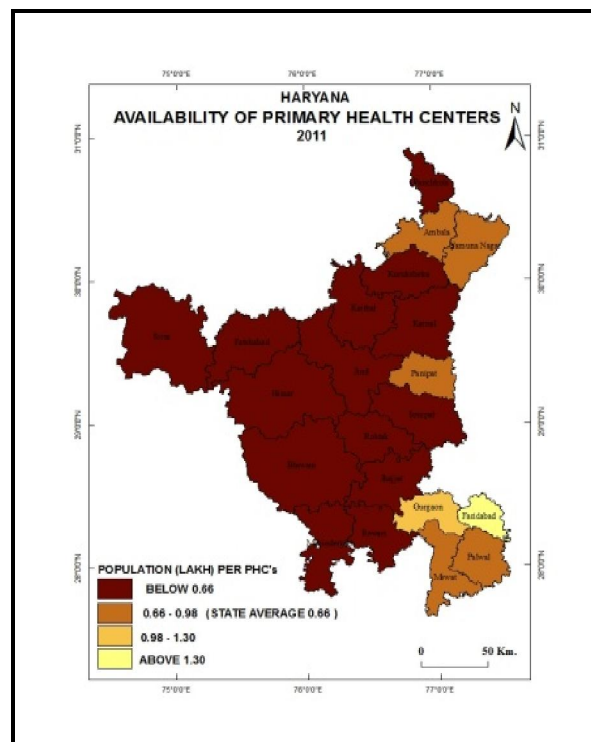 75°0'0"E 76°0'0"E 77°0'0"E
HARYANA
AVAILABILITY OF PRIMARY HEALTH CENTERS
2011
N
31°0'0"N 31°0'0"N
Ambala
Yamuna Nagar
30°0'0"N 30°0'0"N
Kurukshetra
Kaithal
Karnal
Sirsa
Fatehabad
Jind
Panipat
Hisar
Sonipat
29°0'0"N 29°0'0"N
Rohtak
Bhiwani
Jhajjar
Gurgaon
Faridabad
Rewari
Palwal
Mewat
28°0'0"N 28°0'0"N
POPULATION (LAKH) PER PHC's
BELOW 0.66
0.66 - 0.98 (STATE AVERAGE 0.66 )
0.98 - 1.30
ABOVE 1.30
0 50 Km.
75°0'0"E 76°0'0"E 77°0'0"E